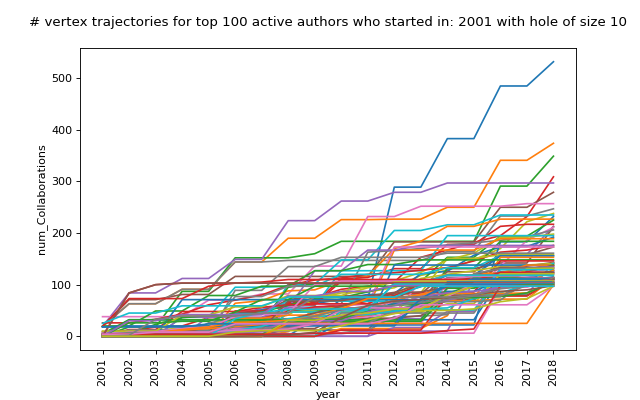 # vertex trajectories for top 100 active authors who started in: 2001 with hole of size 10
num_Collaborations
500
400
300
200
100
0
2001 2002 2003 2004 2005 2006 2007 2008 2009 2010 2011 2012 2013 2014 2015 2016 2017 2018
year